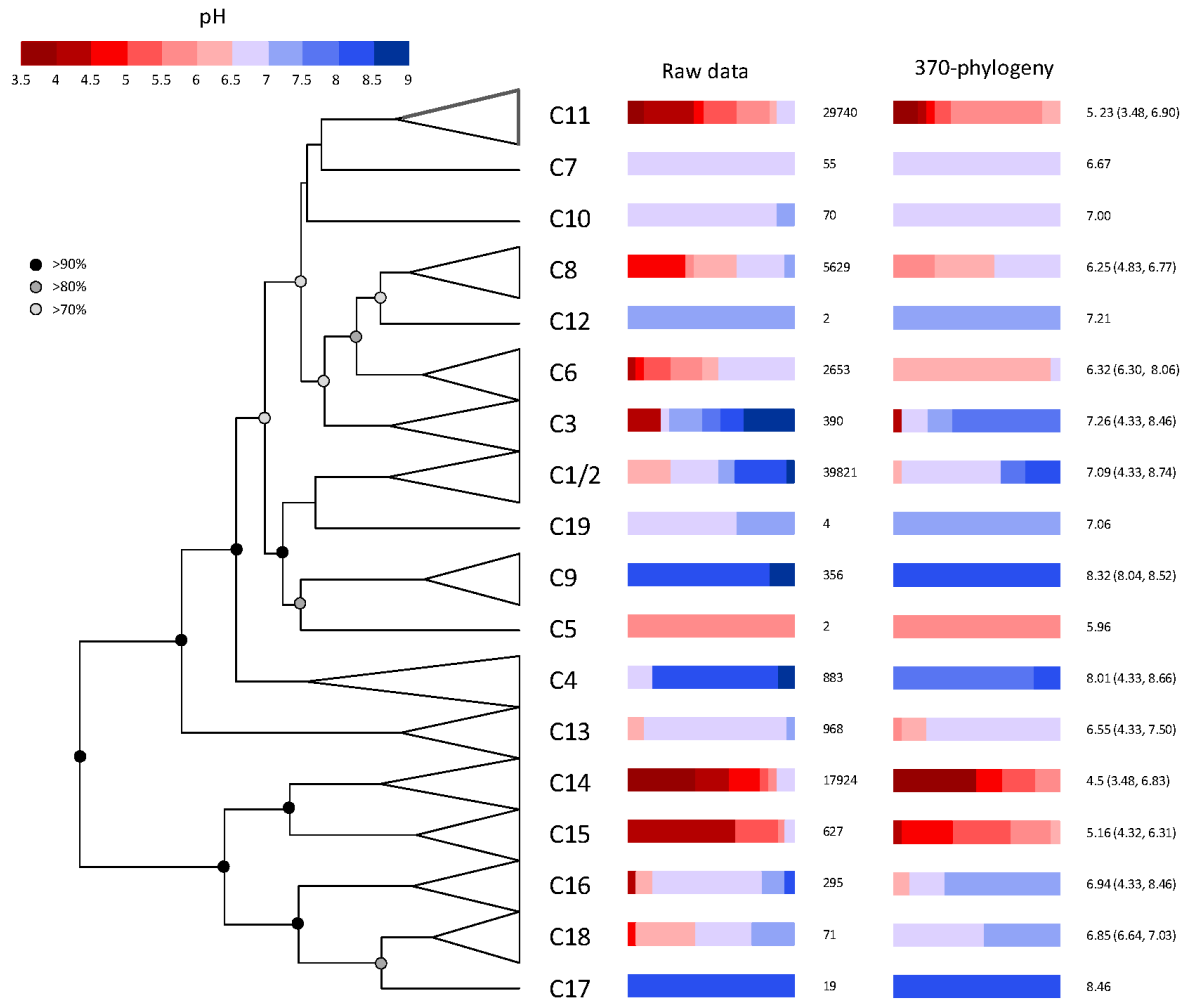 pH
3.5 4 4.5 5 5.5 6 6.5 7 7.5 8 8.5 9
Raw data 370-phylogeny
C11 29740 5. 23 (3.48, 6.90)
C7 55 6.67
C10 70 7.00
>90%
C8 5629 6.25 (4.83, 6.77)
>80%
>70%
C12 2 7.21
C6 2653 6.32 (6.30, 8.06)
C3 390 7.26 (4.33, 8.46)
C1/2 39821 7.09 (4.33, 8.74)
C19 4 7.06
C9 356 8.32 (8.04, 8.52)
C5 2 5.96
C4 883 8.01 (4.33, 8.66)
C13 968 6.55 (4.33, 7.50)
C14 17924 4.5 (3.48, 6.83)
C15 627 5.16 (4.32, 6.31)
C16 295 6.94 (4.33, 8.46)
C18 71 6.85 (6.64, 7.03)
C17 19 8.46